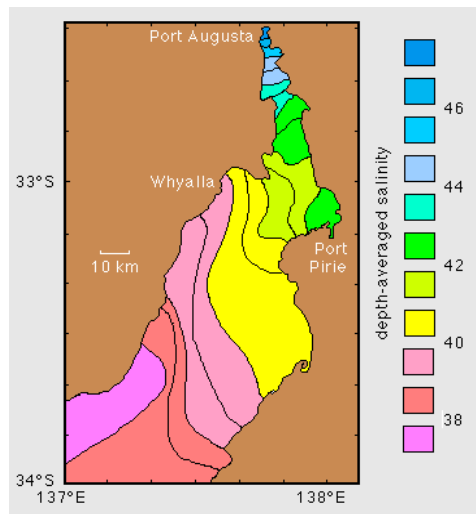 Port Augusta
46
33°S
Whyalla
44
10 km
Port
Pirie
depth-averaged salinity
42
40
38
34°S
137°E
138°E